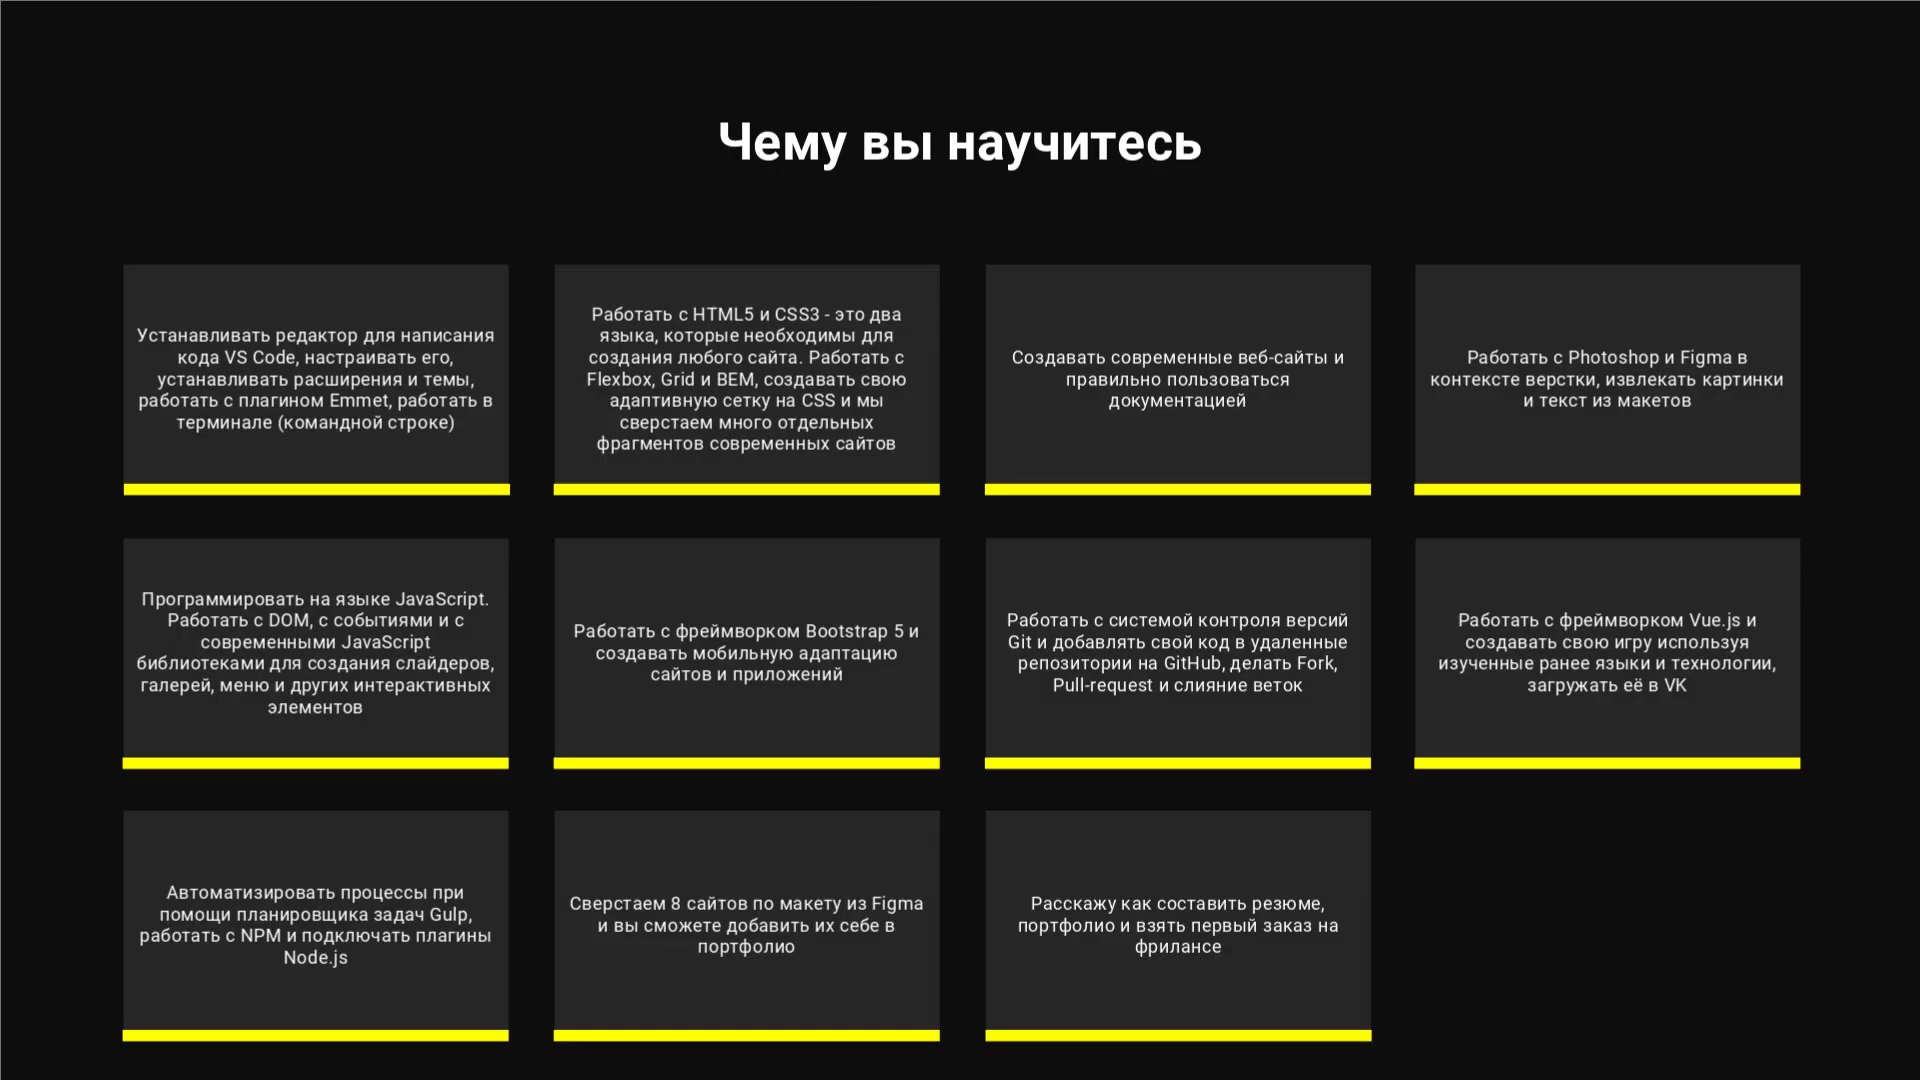 Чему вы научитесь
Устанавливать редактор для написания
кода VS Code, настраивать его,
устанавливать расширения и темы,
работать с плагином Emmet, работать в
терминале (командной строке)
Работать с HTML5 и CSS3 - это два
языка, которые необходимы для
создания любого сайта. Работать с
Flexbox, Grid и BEM, создавать свою
адаптивную сетку на CSS и мы
сверстаем много отдельных
фрагментов современных сайтов
Создавать современные веб-сайты и
правильно пользоваться
документацией
Работать с Photoshop и Figma в
контексте верстки, извлекать картинки
и текст из макетов
Программировать на языке JavaScript.
Работать с DOM, с событиями и с
современными JavaScript
библиотеками для создания слайдеров,
галерей, меню и других интерактивных
элементов
Работать с фреймворком Bootstrap 5 и
создавать мобильную адаптацию
сайтов и приложений
Работать с системой контроля версий
Git и добавлять свой код в удаленные
репозитории на GitHub, делать Fork,
Pull-request и слияние веток
Работать с фреймворком Vue.js и
создавать свою игру используя
изученные ранее языки и технологии,
загружать её в VK
Автоматизировать процессы при
помощи планировщика задач Gulp,
работать с NPM и подключать плагины
Node.js
Сверстаем 8 сайтов по макету из Figma
и вы сможете добавить их себе в
портфолио
Расскажу как составить резюме,
портфолио и взять первый заказ на
фрилансе